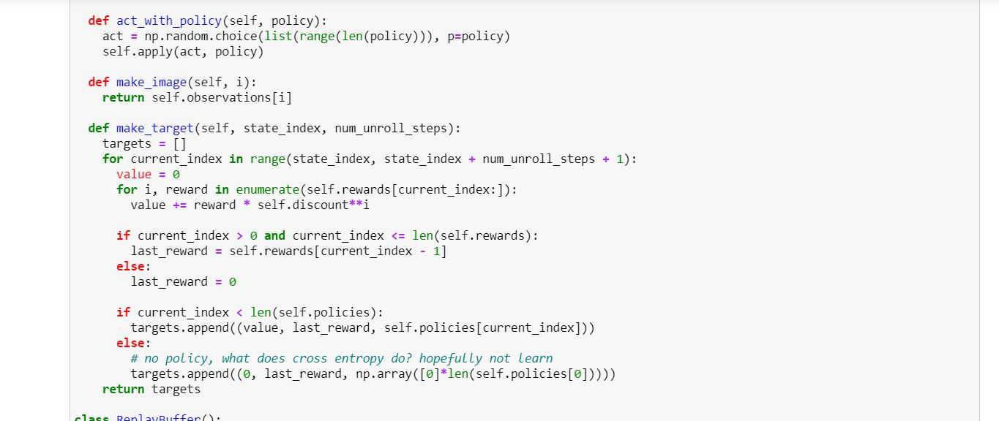 def act_with_policy(self, policy):
act = np.random.choice(list(range(len(policy))), p=policy)
self.apply(act, policy)
def make_image(self, i):
return self.observations[i]
def make_target(self, state_index, num_unroll_steps):
targets = []
for current_index in range(state_index, state_index + num_unroll_steps + 1):
value = 0
for i, reward in enumerate(self.rewards[current_index:]):
value += reward * self.discount**i
if current_index > 0 and current_index <= len(self.rewards):
last_reward = self.rewards[current_index - 1]
else:
last_reward = 0
if current_index < len(self.policies):
targets.append((value, last_reward, self.policies[current_index]))
else:
# no policy, what does cross entropy do? hopefully not learn
targets.append((0, last_reward, np.array([0]*len(self.policies[0]))))
return targets
class ReplayBuffer():